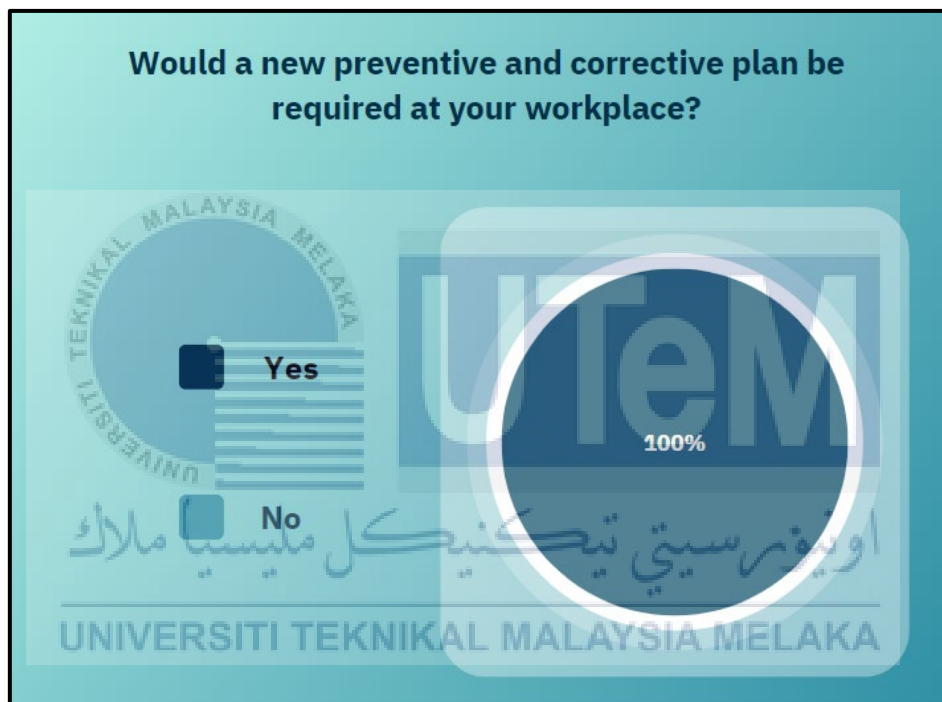 Would a new preventive and corrective plan be
required at your workplace?
UNIVERSITI TEKNIKAL MALAYSIA MELAKA
UTeM
Yes
100%
No
اونيۏرسيتي تيکنيکل مليسيا ملاك
UNIVERSITI TEKNIKAL MALAYSIA MELAKA